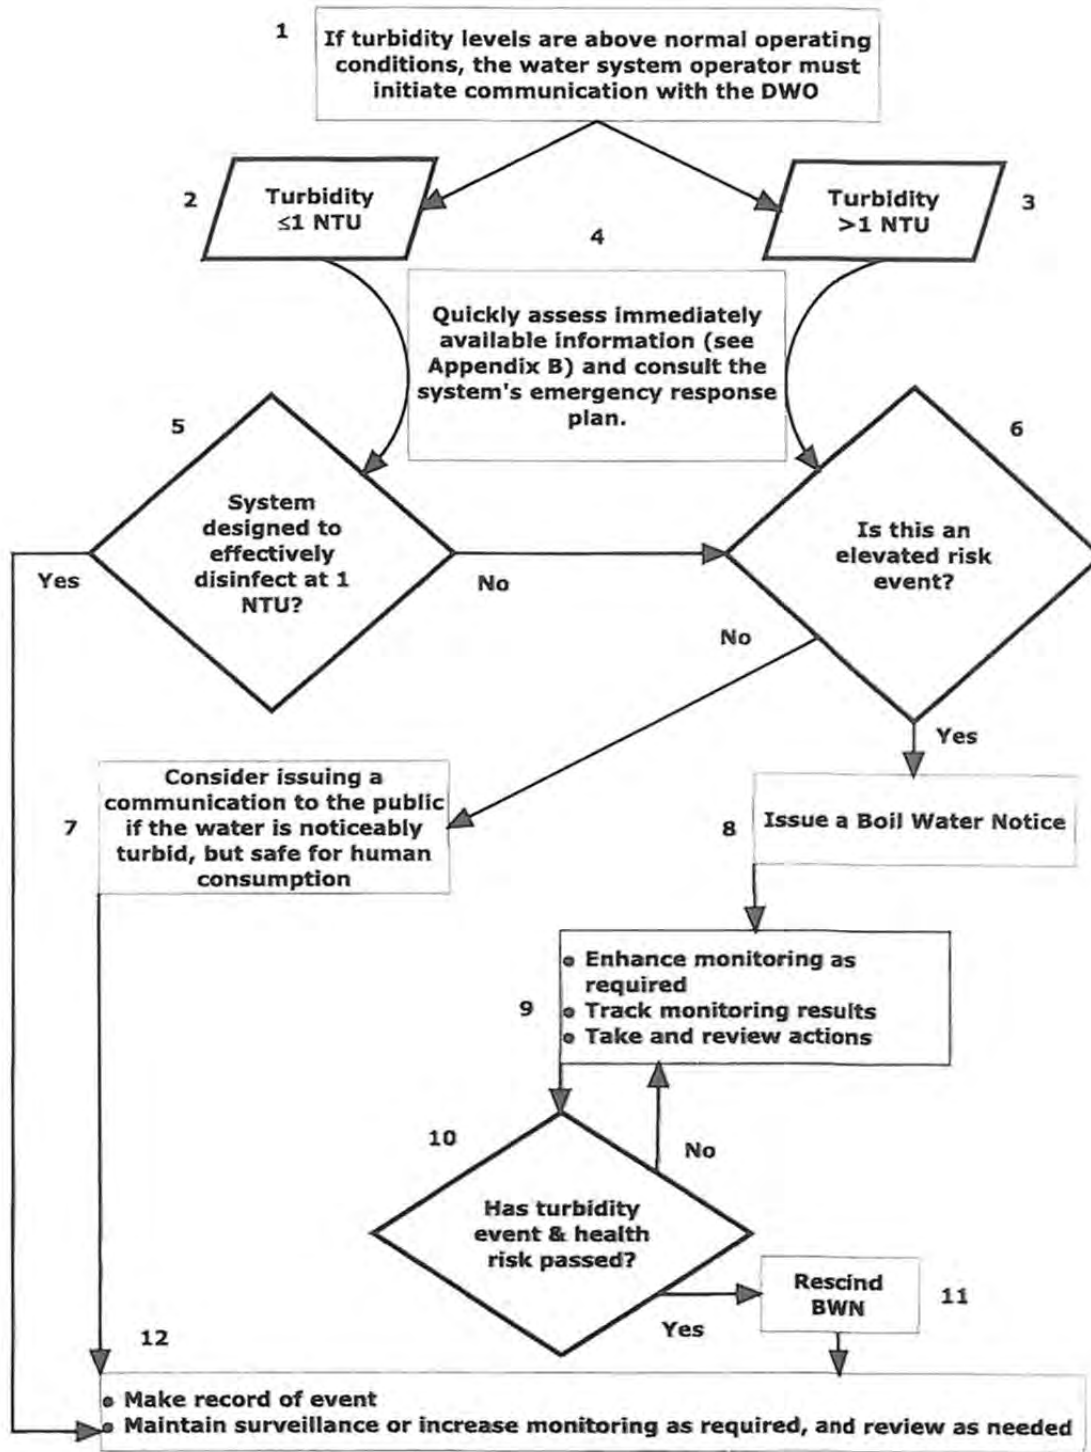 1
If turbidity levels are above normal operating
conditions, the water system operator must
initiate communication with the DWO
2
Turbidity
≤1 NTU
Turbidity
>1 NTU
3
4
Quickly assess immediately
available information (see
Appendix B) and consult the
system's emergency response
plan.
5
System
designed to
effectively
disinfect at 1
NTU?
Yes
No
6
Is this an
elevated risk
event?
No
Yes
7
Consider issuing a
communication to the public
if the water is noticeably
turbid, but safe for human
consumption
8
Issue a Boil Water Notice
9
• Enhance monitoring as
required
• Track monitoring results
• Take and review actions
10
Has turbidity
event & health
risk passed?
No
Yes
Rescind
BWN
11
12
• Make record of event
• Maintain surveillance or increase monitoring as required, and review as needed